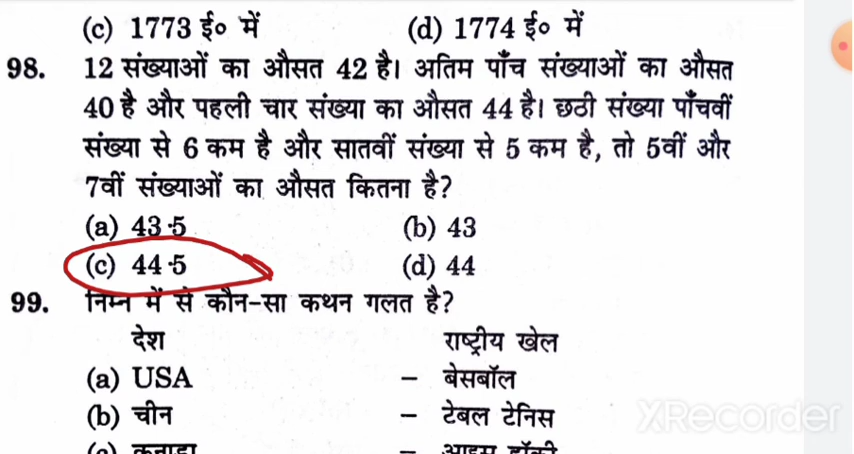 (c) 1773 ई० में (d) 1774 ई० में
98. 12 संख्याओं का औसत 42 है। अतिम पाँच संख्याओं का औसत
40 है और पहली चार संख्या का औसत 44 है। छठी संख्या पाँचवीं
संख्या से 6 कम है और सातवीं संख्या से 5 कम है, तो 5वीं और
7वीं संख्याओं का औसत कितना है?
(a) 43·5 (b) 43
(c) 44·5 (d) 44
99. निम्न में से कौन-सा कथन गलत है?
देश राष्ट्रीय खेल
(a) USA – बेसबॉल
(b) चीन – टेबल टेनिस
(c) कनाडा – आइस हॉकी
XRecorder